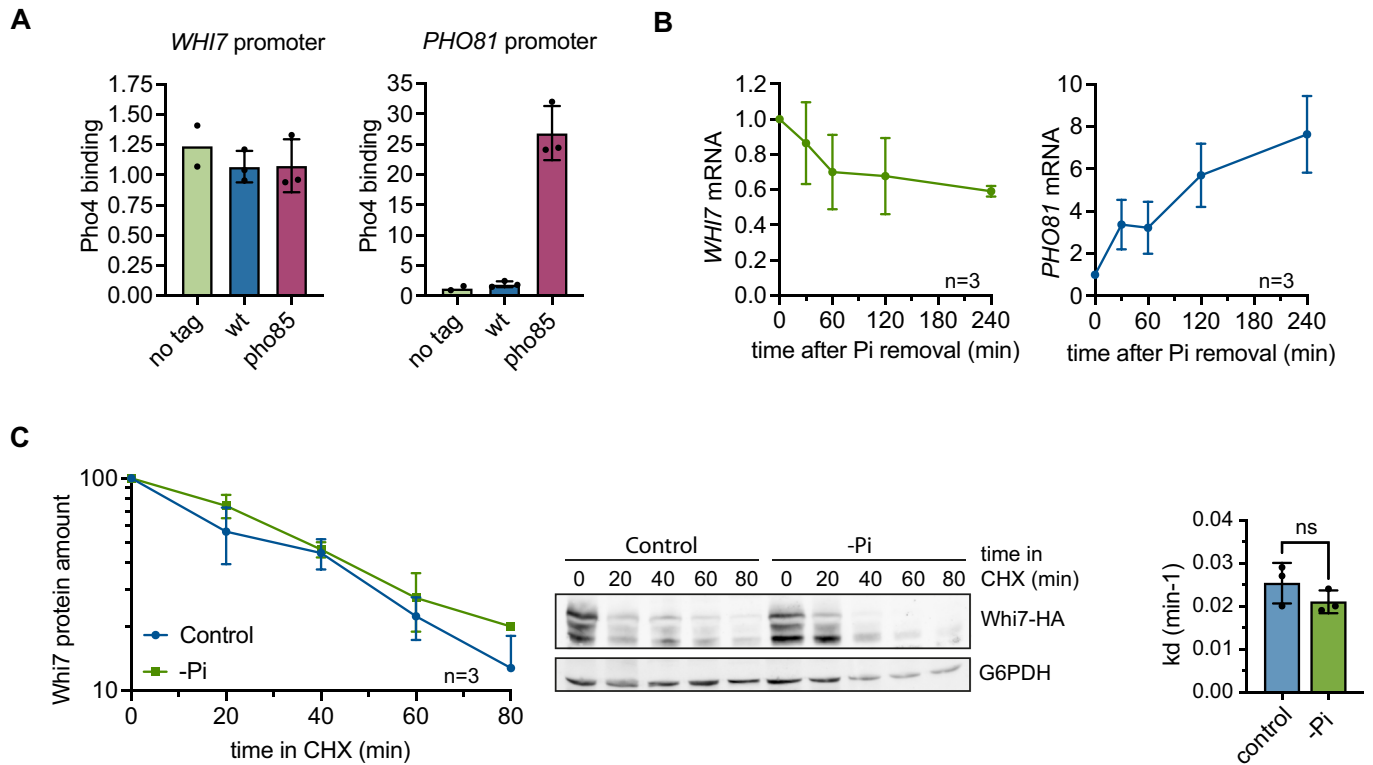 A
WHI7 promoter
Pho4 binding
1.75
1.50
1.25
1.00
0.75
0.50
0.25
0.00
no tag
wt
pho85
PHO81 promoter
Pho4 binding
35
30
25
20
15
10
5
0
no tag
wt
pho85
B
WHI7 mRNA
1.2
1.0
0.8
0.6
0.4
0.2
0.0
n=3
0 60 120 180 240
time after Pi removal (min)
PHO81 mRNA
10
8
6
4
2
0
n=3
0 60 120 180 240
time after Pi removal (min)
C
Whi7 protein amount
100
10
Control
-Pi
n=3
0 20 40 60 80
time in CHX (min)
Control -Pi time in
0 20 40 60 80 0 20 40 60 80 CHX (min)
Whi7-HA
G6PDH
kd (min-1)
0.04
0.03
0.02
0.01
0.00
ns
control
-Pi